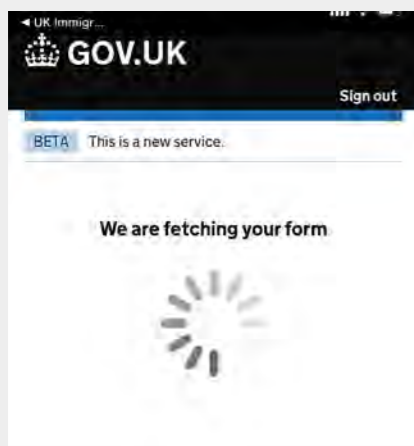 ◄ UK Immigr...
GOV.UK
Sign out
BETA This is a new service.
We are fetching your form